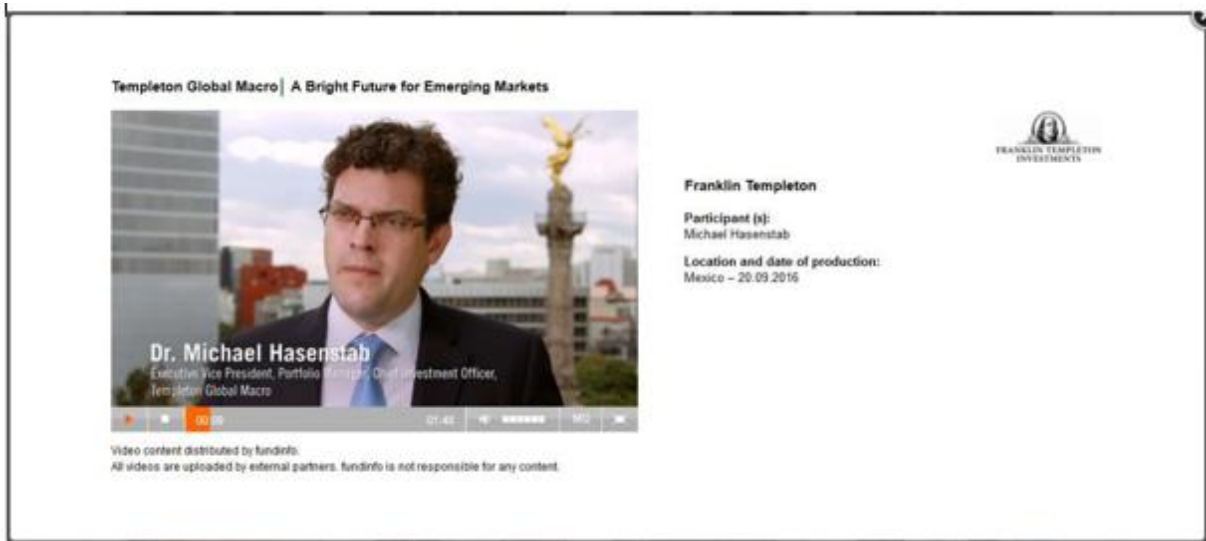 Templeton Global Macro| A Bright Future for Emerging Markets
FRANKLIN TEMPLETON
INVESTMENTS
Franklin Templeton
Participant (s):
Michael Hasenstab
Location and date of production:
Mexico – 20.09.2016
Dr. Michael Hasenstab
Executive Vice President, Portfolio Manager, Chief Investment Officer,
Templeton Global Macro
00:09
MQ
Video content distributed by fundinfo.
All videos are uploaded by external partners. fundinfo is not responsible for any content.